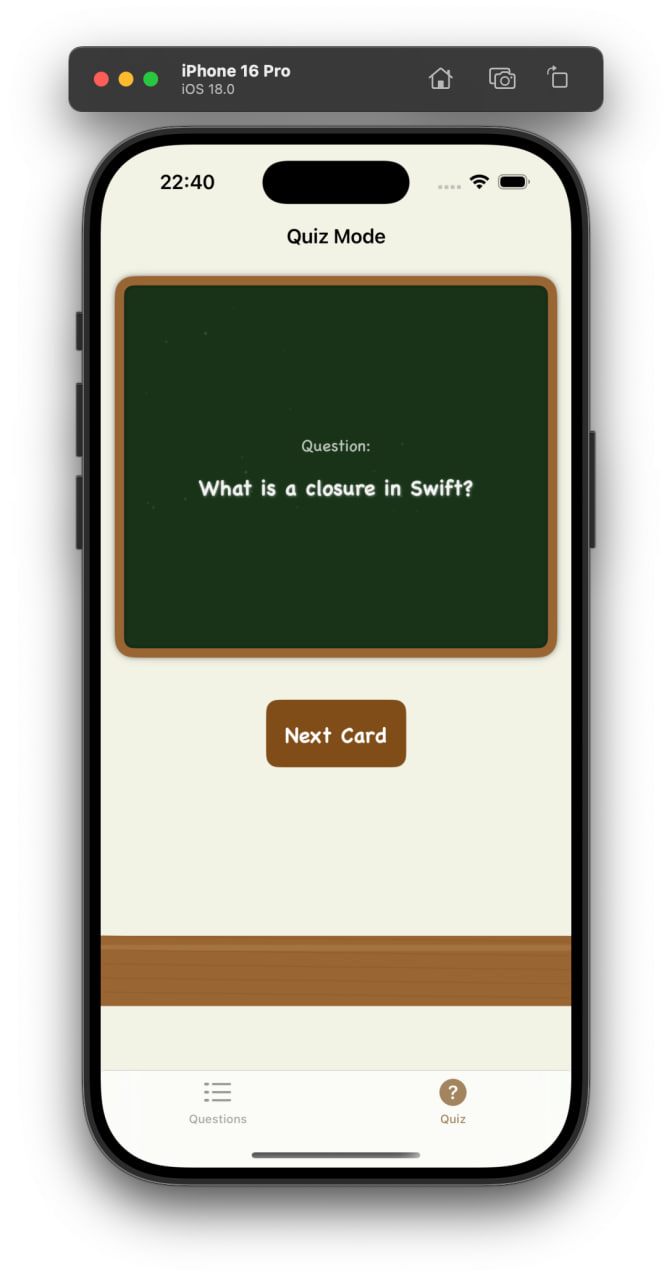 iPhone 16 Pro
iOS 18.0
22:40
Quiz Mode
Question:
What is a closure in Swift?
Next Card
?
Questions
Quiz